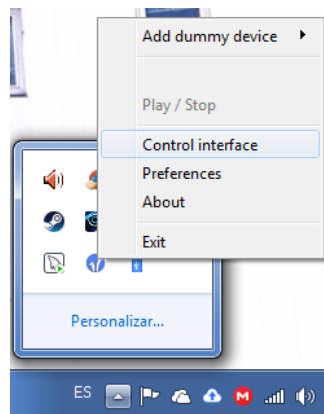 Add dummy device
Play / Stop
Control interface
Preferences
About
Exit
Personalizar...
ES
M